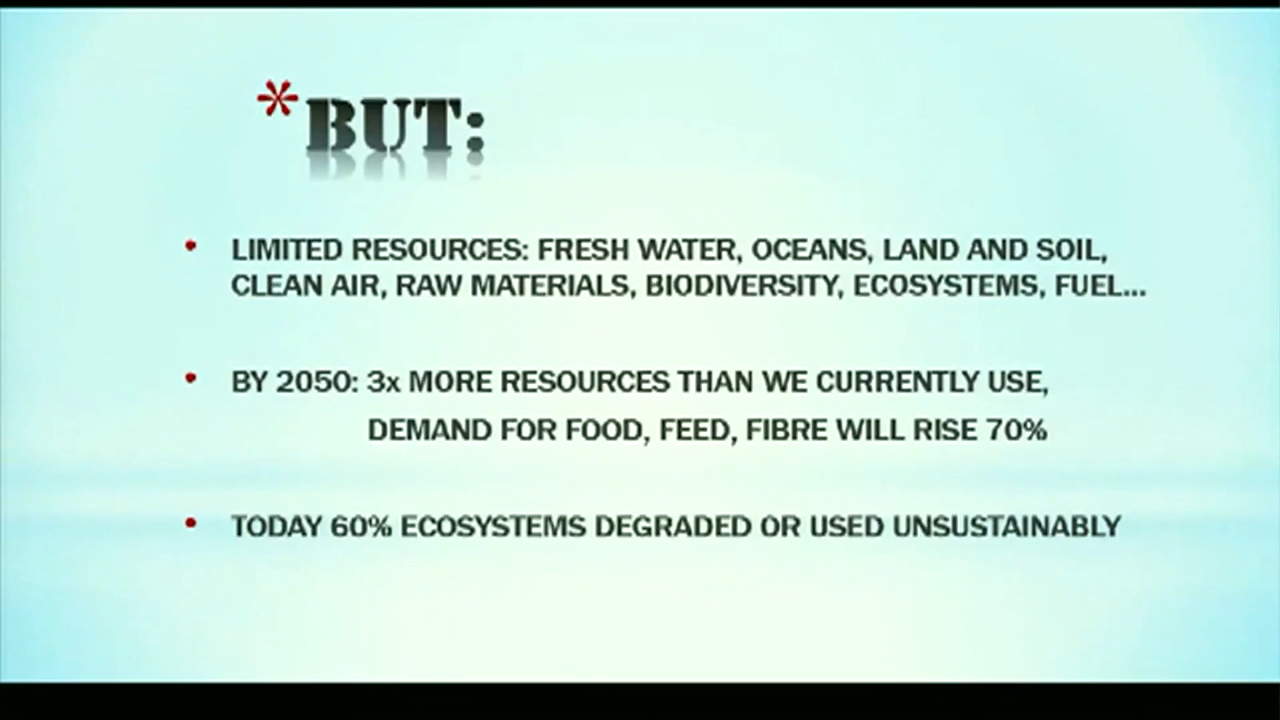 *BUT:
• LIMITED RESOURCES: FRESH WATER, OCEANS, LAND AND SOIL,
CLEAN AIR, RAW MATERIALS, BIODIVERSITY, ECOSYSTEMS, FUEL...
• BY 2050: 3x MORE RESOURCES THAN WE CURRENTLY USE,
DEMAND FOR FOOD, FEED, FIBRE WILL RISE 70%
• TODAY 60% ECOSYSTEMS DEGRADED OR USED UNSUSTAINABLY